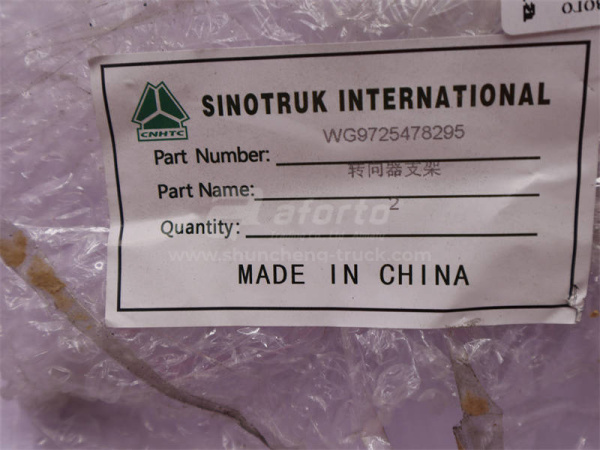 SINOTRUK INTERNATIONAL
CNHTC
WG9725478295
Part Number:
转向器支架
Part Name:
2
Quantity:
MADE IN CHINA
aforto
www.shuncheng-truck.com